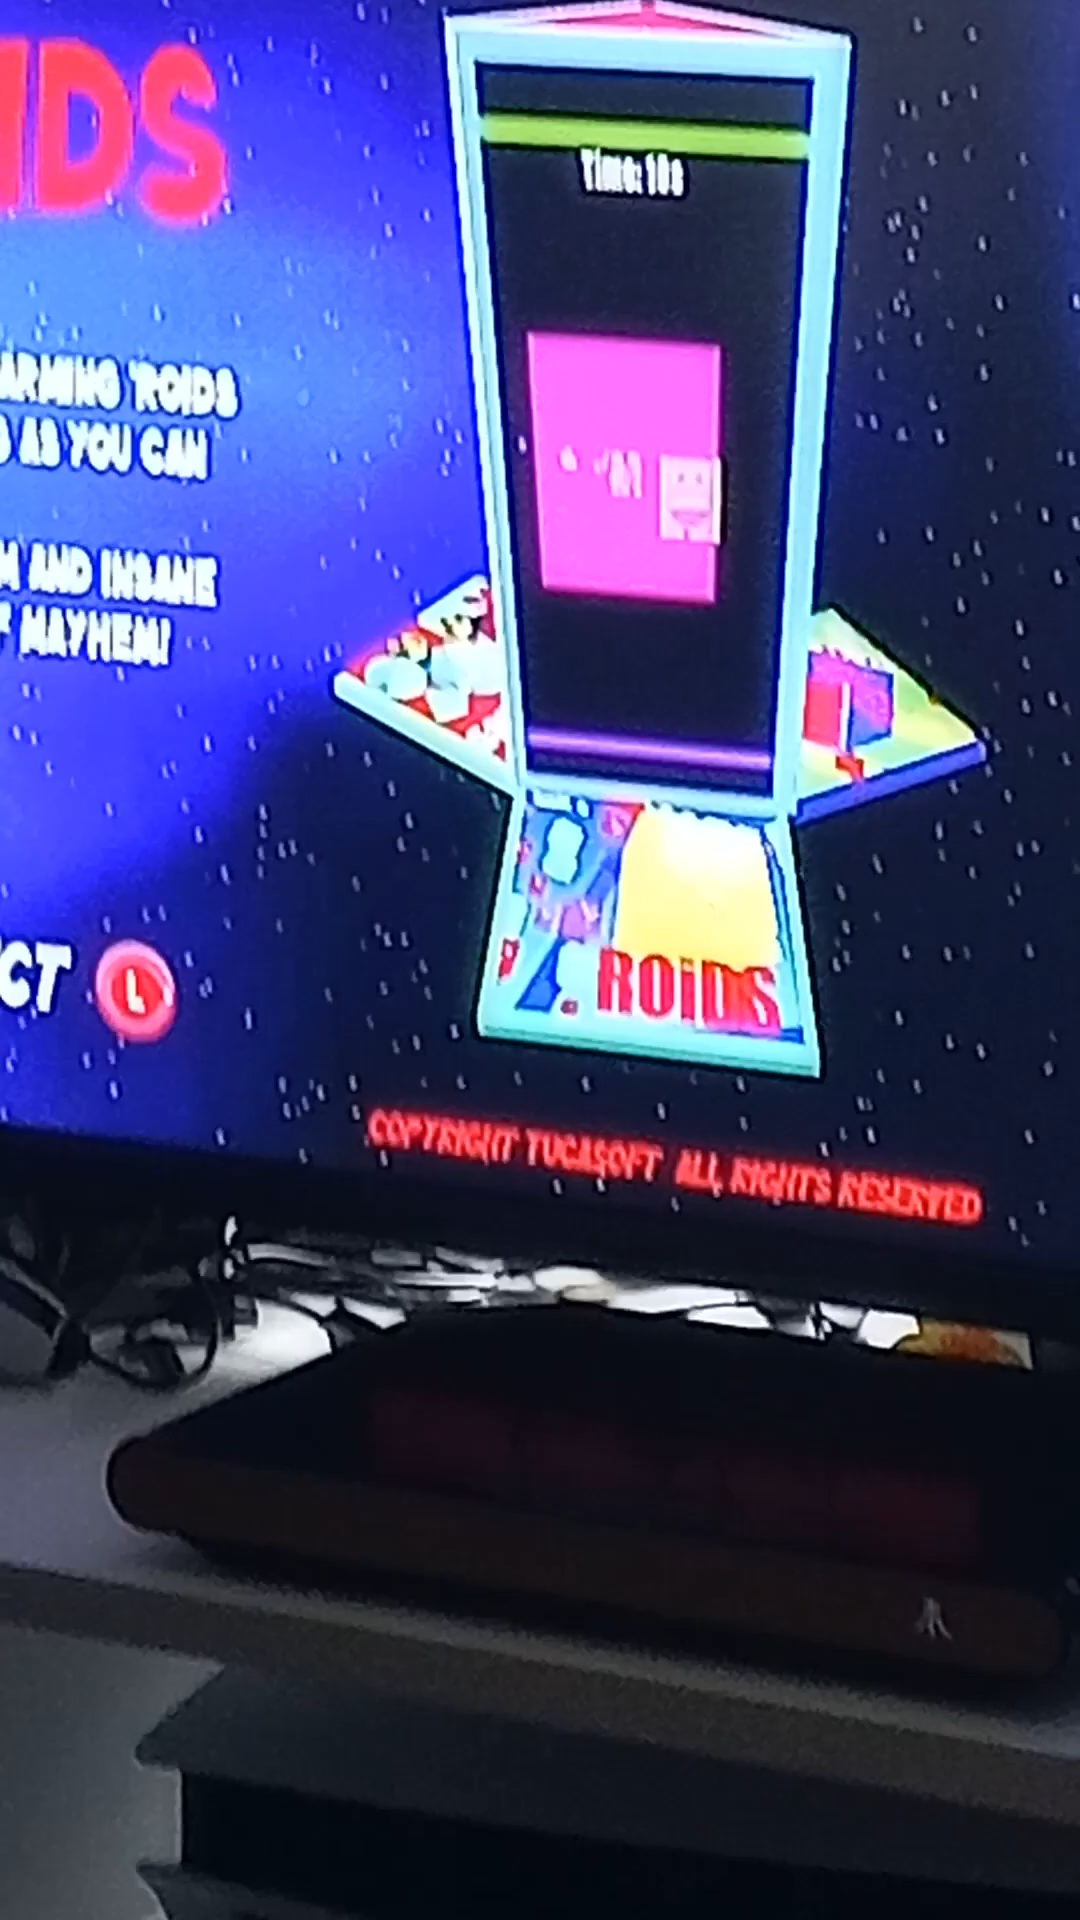 IDS
Time: 10s
ARMING 'ROIDS
S AS YOU CAN
M AND INSANE
MAYHEM!
CT L
ROIDS
COPYRIGHT TUCASOFT ALL RIGHTS RESERVED